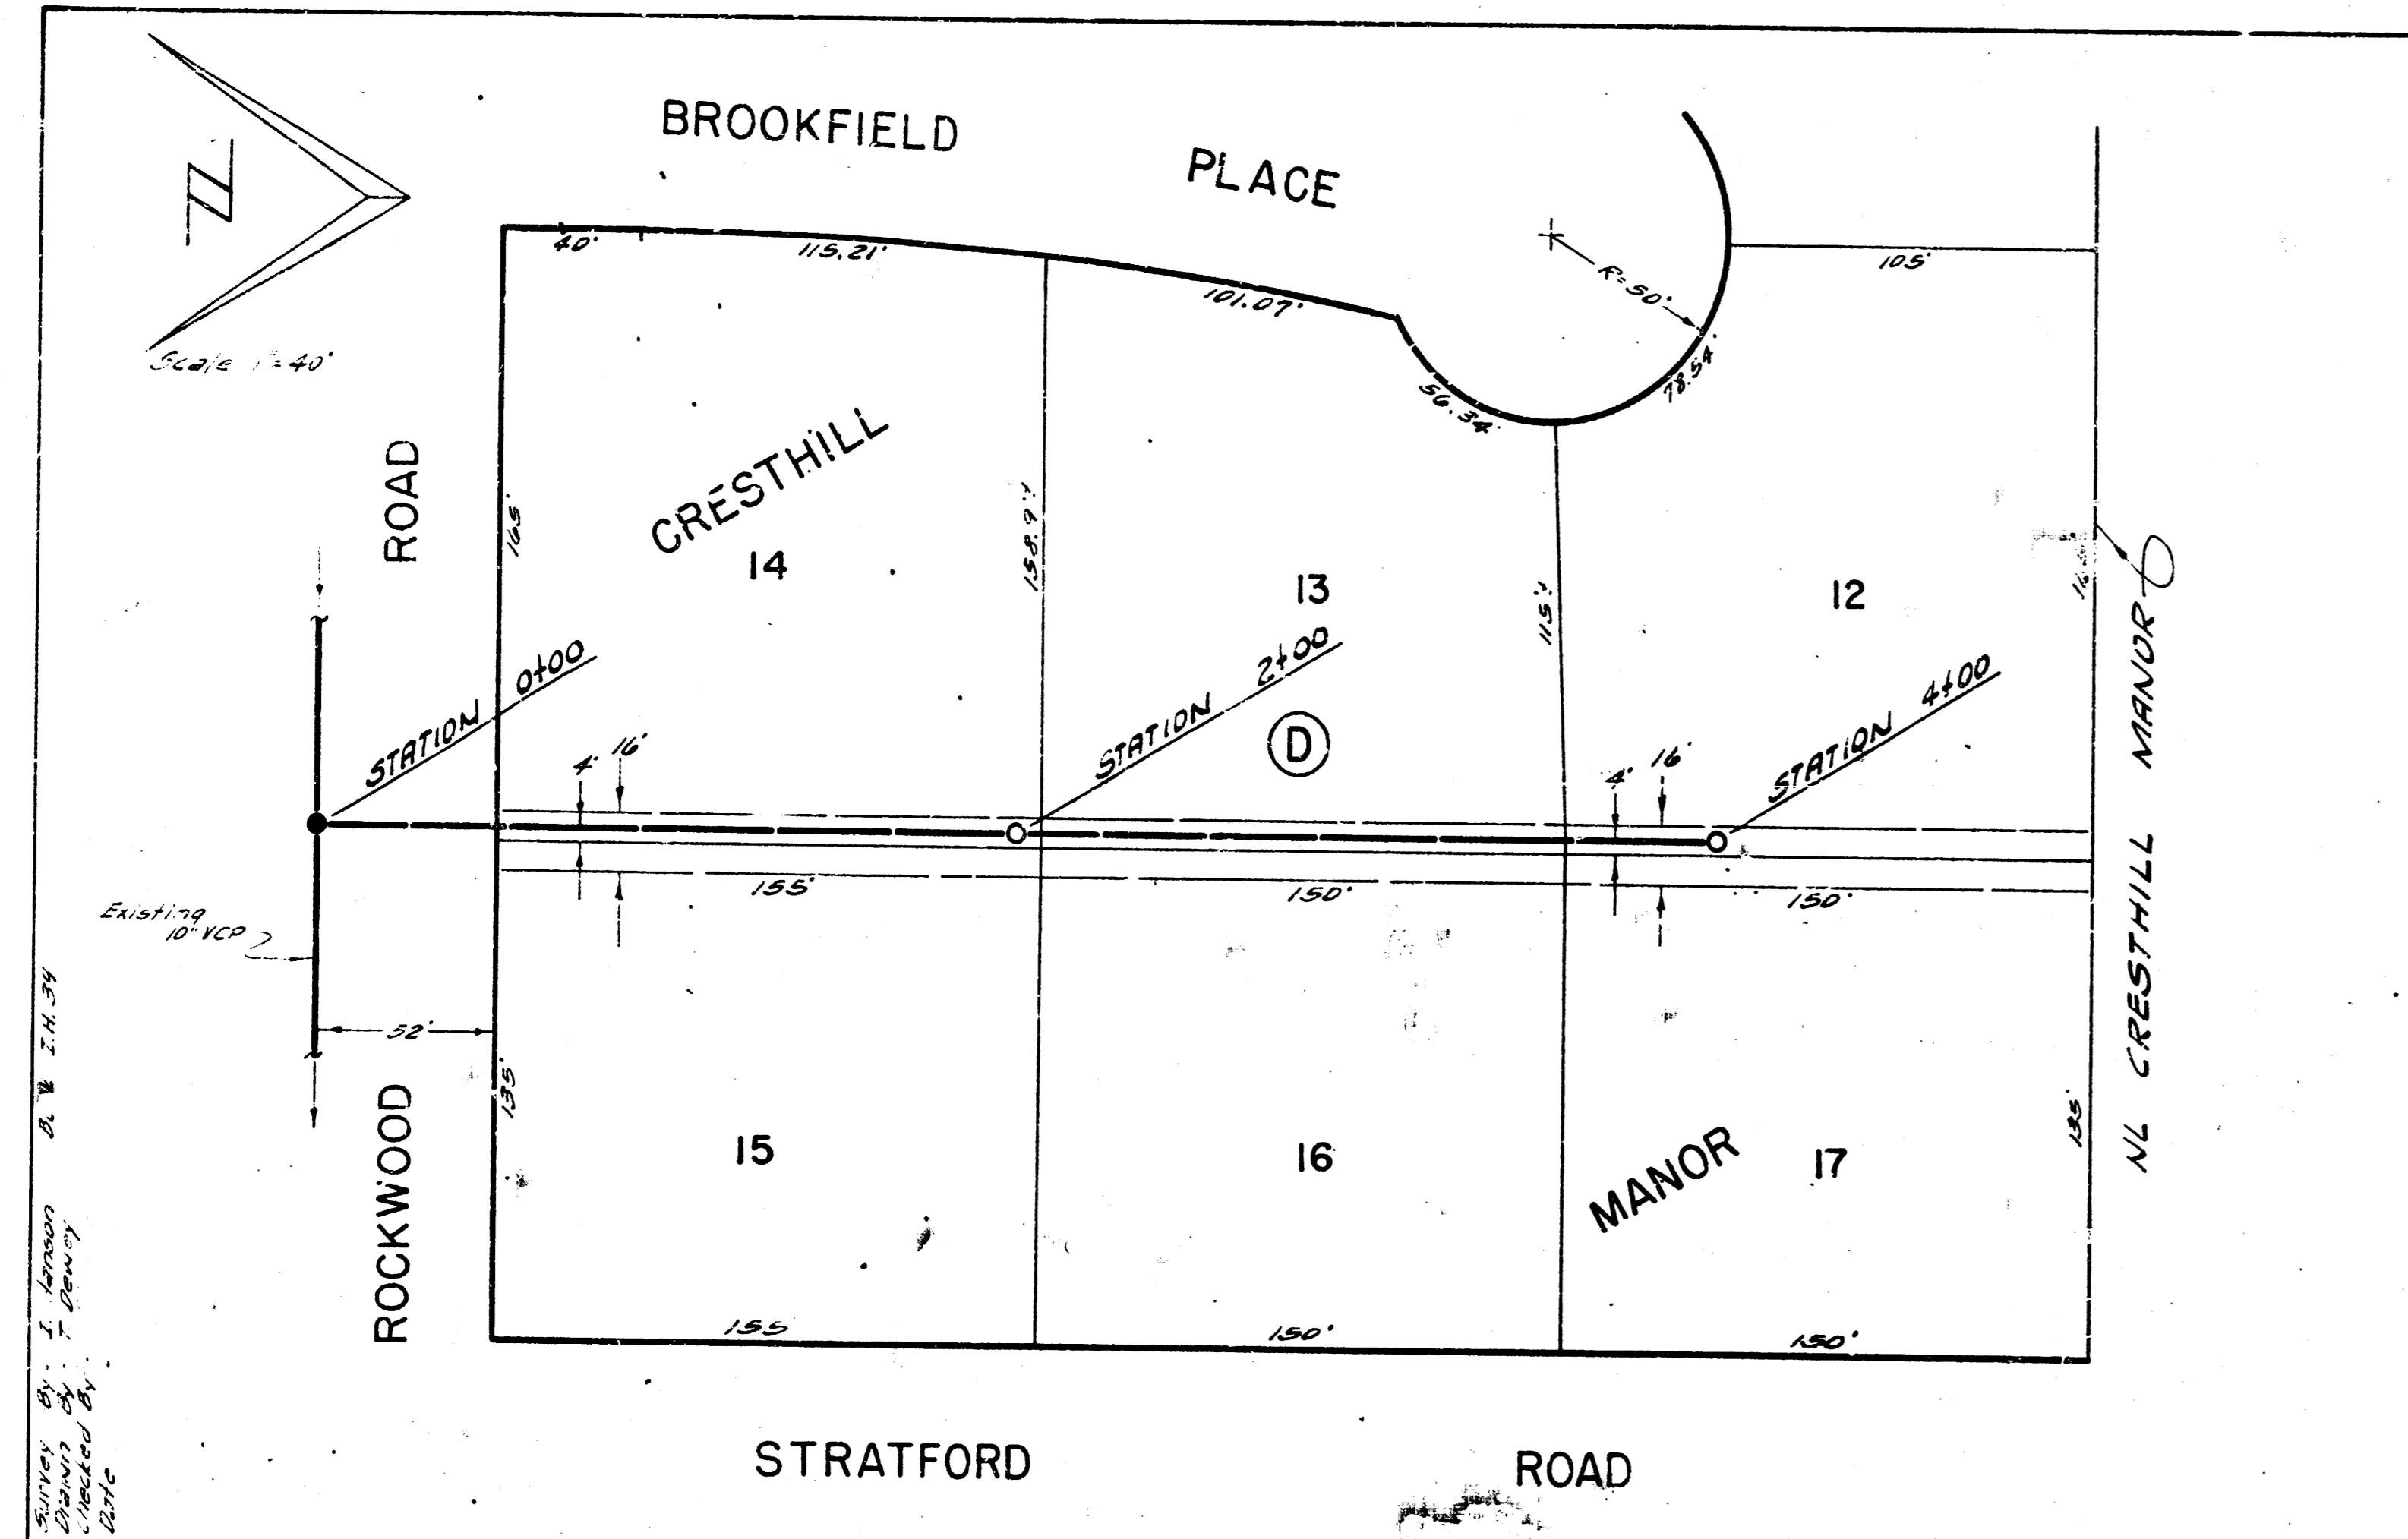 BROOKFIELD
PLACE
N
Scale 1"=40'
40'
115.21'
101.07'
R=50'
56.34'
78.54'
105'
ROAD
165'
CRESTHILL
14
158.9'±
13
115'±
12
STATION 0+00
STATION 2+00
STATION 4+00
D
4'
16'
4'
16'
155'
150'
150'
Existing
10" VCP
52'
ROCKWOOD
135'
15
16
MANOR
17
135'
NL CRESTHILL MANOR
155
150'
150'
STRATFORD ROAD
Survey By:
Drawn By: Dewey
Checked By:
Date